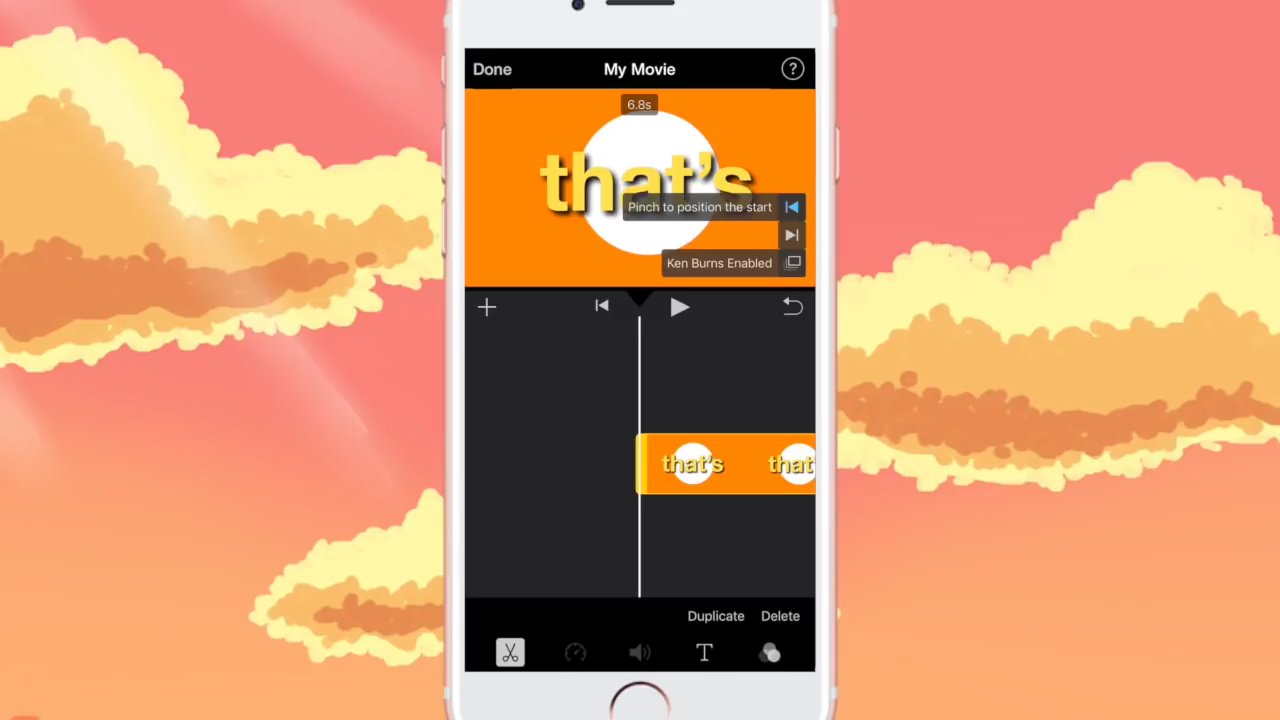 Done My Movie ?
6.8s
that's
Pinch to position the start
Ken Burns Enabled
that's that'
Duplicate Delete
T